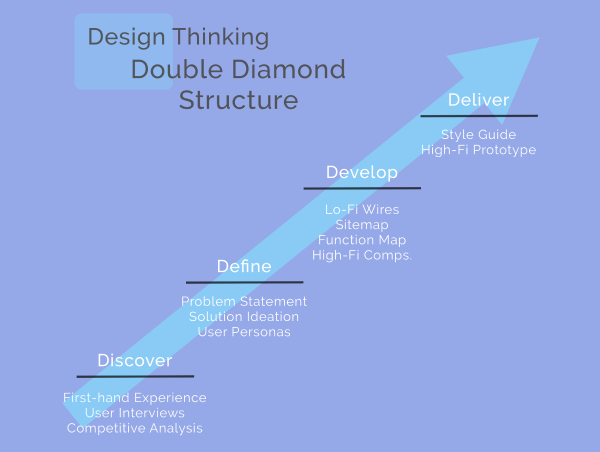 Design Thinking
Double Diamond
Structure
Deliver
Style Guide
High-Fi Prototype
Develop
Lo-Fi Wires
Sitemap
Function Map
High-Fi Comps.
Define
Problem Statement
Solution Ideation
User Personas
Discover
First-hand Experience
User Interviews
Competitive Analysis